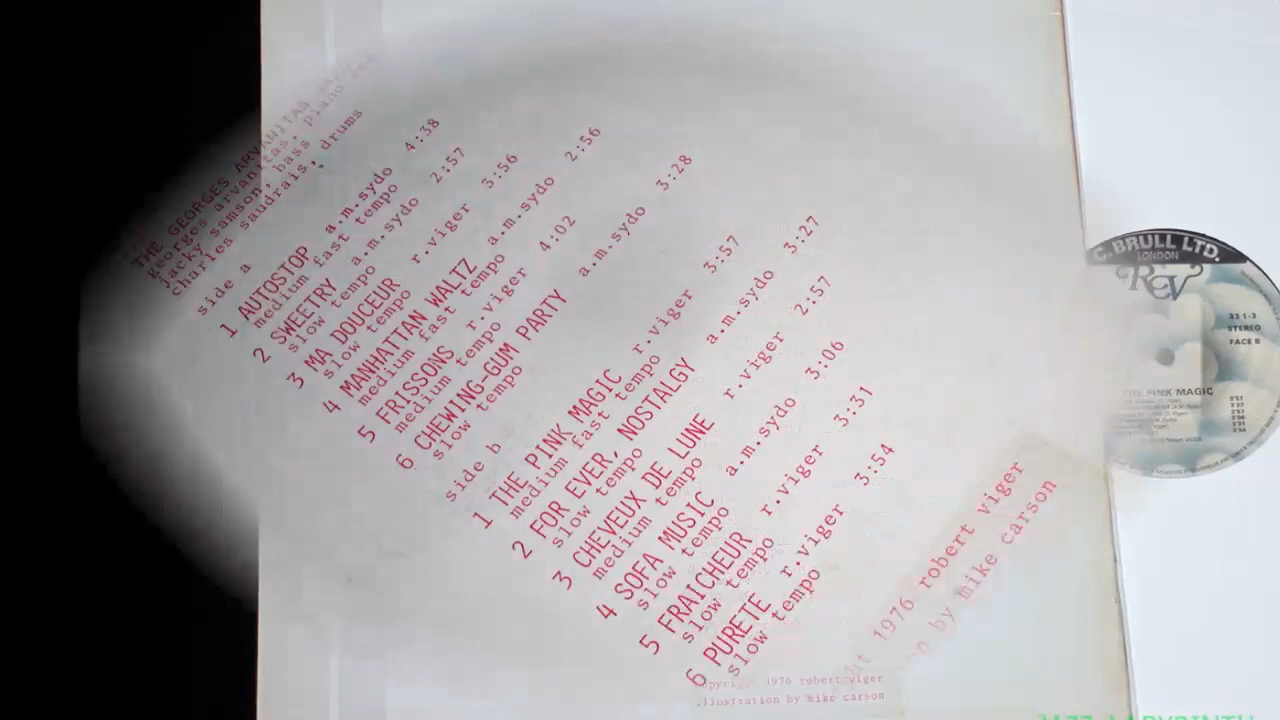 THE GEORGES ARVANITAS
georges arvanitas, piano
jacky samson, bass
charles saudrais, drums
side a
1 AUTOSTOP a.m.sydo 4:38
medium fast tempo
2 SWEETRY a.m.sydo 2:57
slow tempo
3 MA DOUCEUR r.viger 3:56
slow tempo
4 MANHATTAN WALTZ a.m.sydo 2:56
medium fast tempo
5 FRISSONS r.viger 4:02
medium tempo
6 CHEWING-GUM PARTY a.m.sydo 3:28
slow tempo
side b
1 THE PINK MAGIC r.viger 3:57
medium fast tempo
2 FOR EVER, NOSTALGY a.m.sydo 3:27
slow tempo
3 CHEVEUX DE LUNE r.viger 2:57
medium tempo
4 SOFA MUSIC a.m.sydo 3:06
slow tempo
5 FRAICHEUR r.viger 3:31
slow tempo
6 PURETE r.viger 3:54
slow tempo
1976 robert viger
by mike carson
1976 robert viger
illustration by mike carson
C. BRULL LTD.
LONDON
REV
33 1-3
STEREO
FACE B
THE PINK MAGIC
JAZZ LABYRINTH